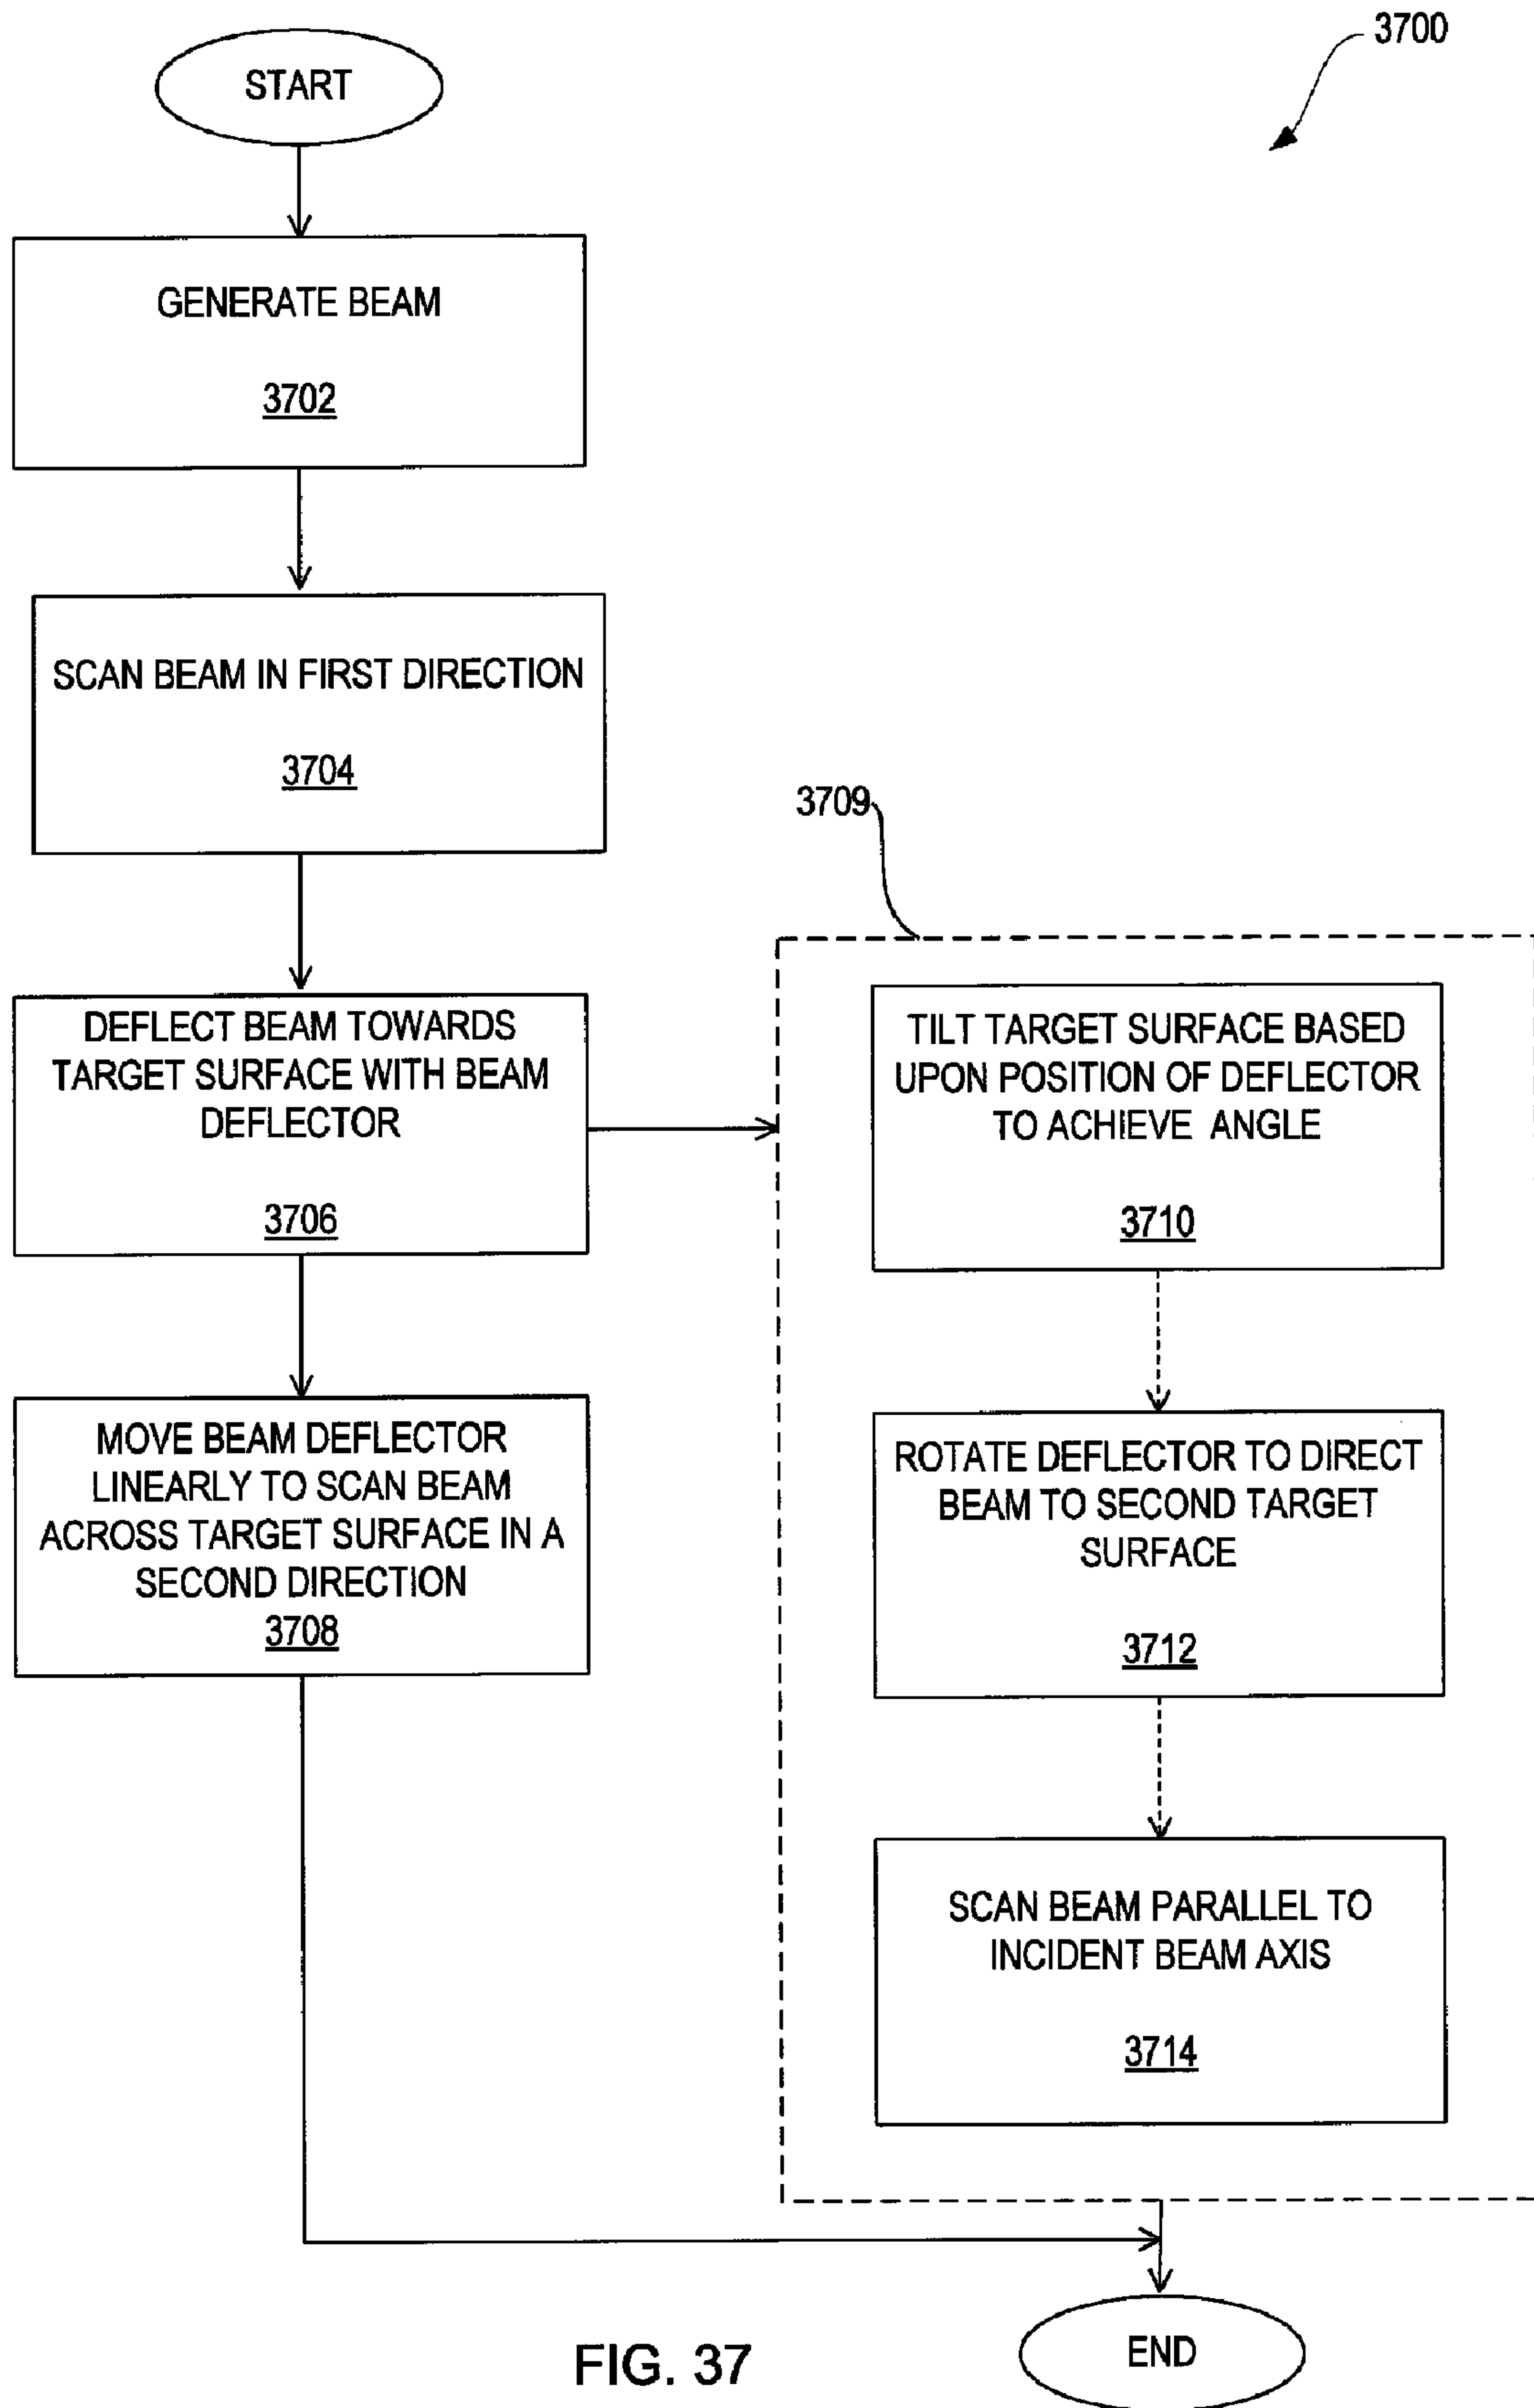 3700
START
GENERATE BEAM
3702
SCAN BEAM IN FIRST DIRECTION
3704
DEFLECT BEAM TOWARDS
TARGET SURFACE WITH BEAM
DEFLECTOR
3706
MOVE BEAM DEFLECTOR
LINEARLY TO SCAN BEAM
ACROSS TARGET SURFACE IN A
SECOND DIRECTION
3708
3709
TILT TARGET SURFACE BASED
UPON POSITION OF DEFLECTOR
TO ACHIEVE ANGLE
3710
ROTATE DEFLECTOR TO DIRECT
BEAM TO SECOND TARGET
SURFACE
3712
SCAN BEAM PARALLEL TO
INCIDENT BEAM AXIS
3714
END
FIG. 37